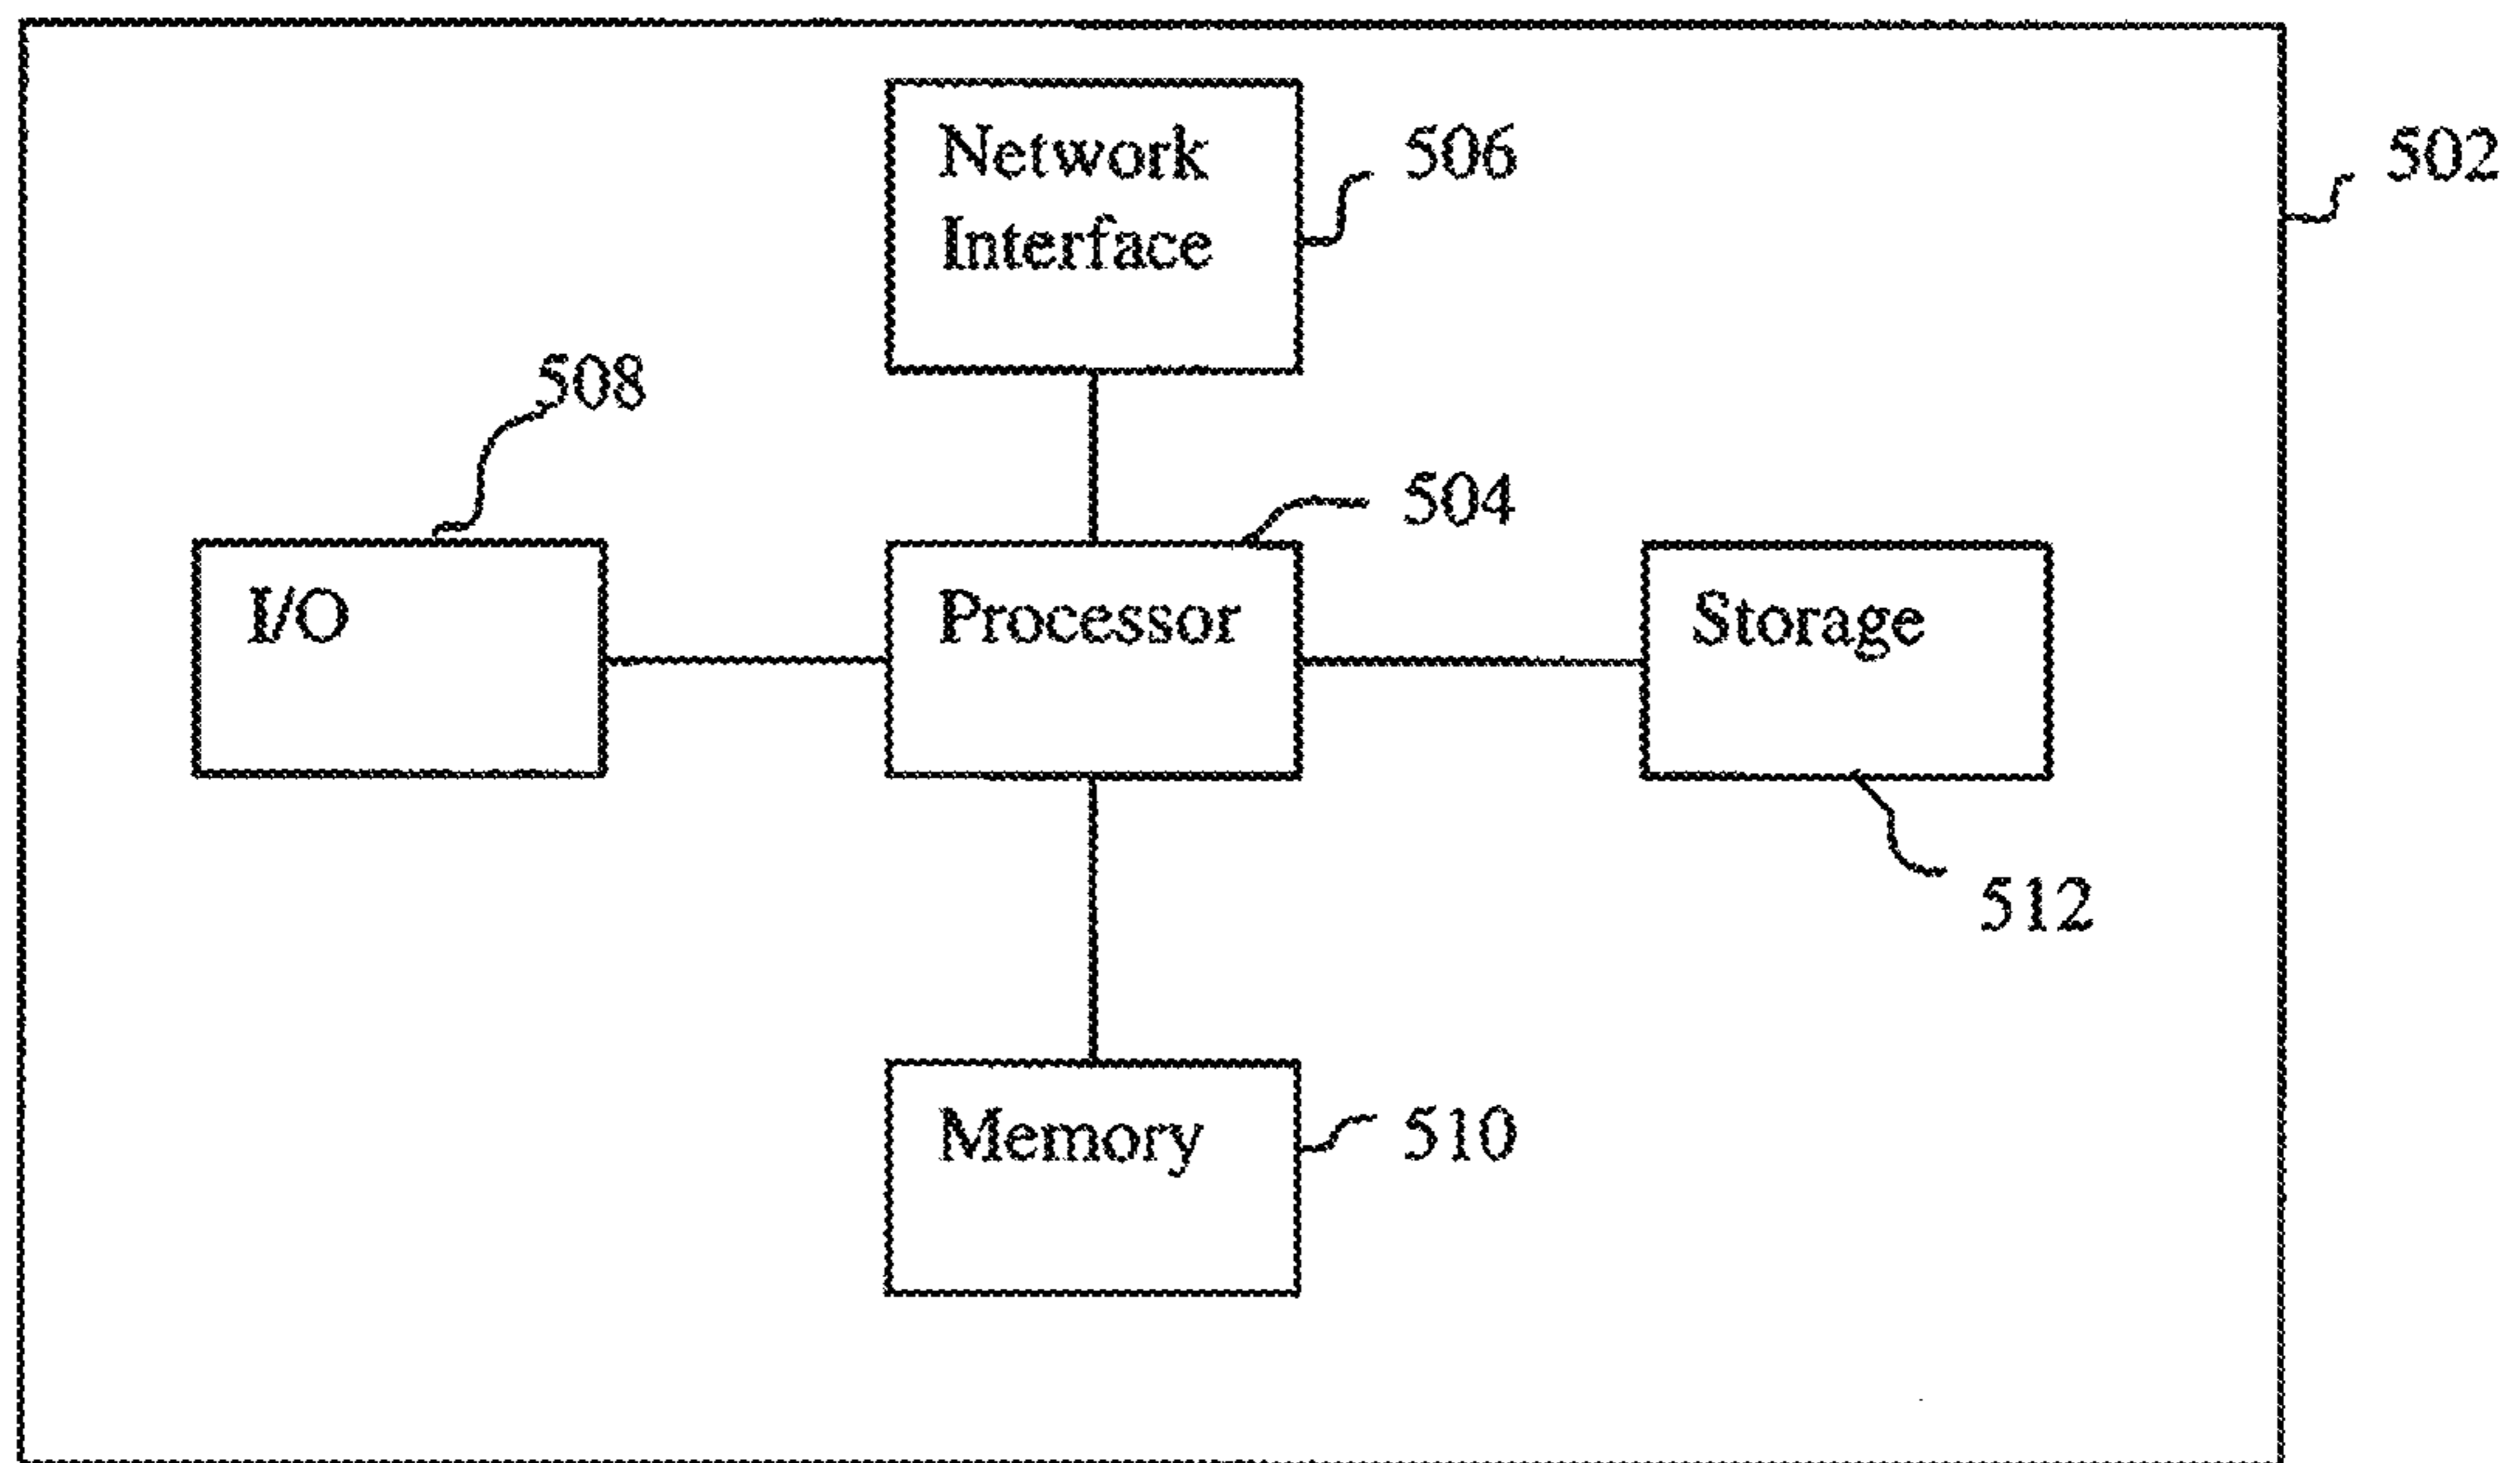 Network
Interface
506
502
508
504
I/O
Processor
Storage
512
Memory
510